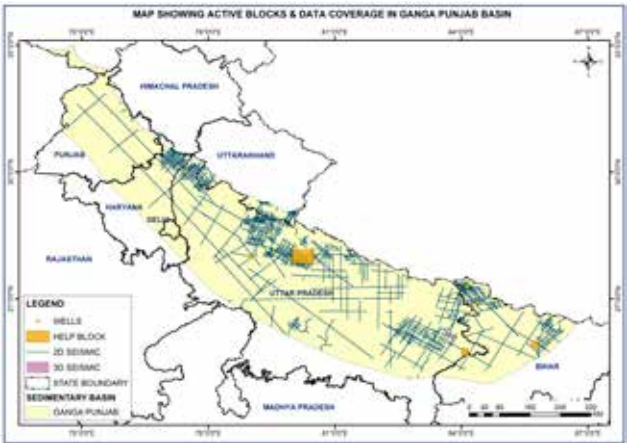 MAP SHOWING ACTIVE BLOCKS & DATA COVERAGE IN GANGA PUNJAB BASIN
HIMACHAL PRADESH
PUNJAB
UTTARAKHAND
HARYANA
DELHI
RAJASTHAN
UTTAR PRADESH
BIHAR
MADHYA PRADESH
LEGEND
WELLS
HELP BLOCK
2D SEISMIC
3D SEISMIC
STATE BOUNDARY
SEDIMENTARY BASIN
GANGA PUNJAB